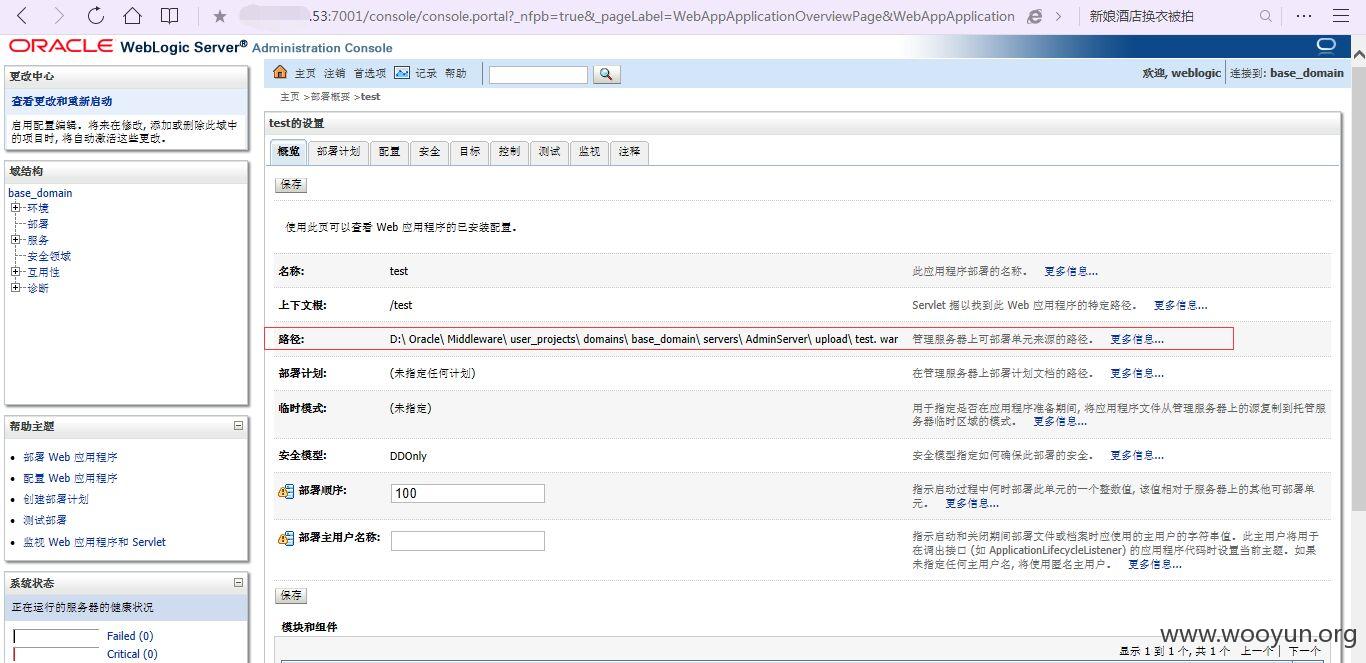 .53:7001/console/console.portal?_nfpb=true&_pageLabel=WebAppApplicationOverviewPage&WebAppApplication
新娘酒店换衣被拍
ORACLE WebLogic Server® Administration Console
更改中心
查看更改和重新启动
启用配置编辑。将来在修改, 添加或删除此域中
的项目时, 将自动激活这些更改。
域结构
base_domain
环境
部署
服务
安全领域
互用性
诊断
帮助主题
部署 Web 应用程序
配置 Web 应用程序
创建部署计划
测试部署
监视 Web 应用程序和 Servlet
系统状态
正在运行的服务器的健康状况
Failed (0)
Critical (0)
主页 注销 首选项 记录 帮助
欢迎, weblogic 连接到: base_domain
主页 >部署概要 >test
test的设置
概览 部署计划 配置 安全 目标 控制 测试 监视 注释
保存
使用此页可以查看 Web 应用程序的已安装配置。
名称: test 此应用程序部署的名称。 更多信息...
上下文根: /test Servlet 据以找到此 Web 应用程序的特定路径。 更多信息...
路径: D:\ Oracle\ Middleware\ user_projects\ domains\ base_domain\ servers\ AdminServer\ upload\ test. war 管理服务器上可部署单元来源的路径。 更多信息...
部署计划: (未指定任何计划) 在管理服务器上部署计划文档的路径。 更多信息...
临时模式: (未指定) 用于指定是否在应用程序准备期间, 将应用程序文件从管理服务器上的源复制到托管服
务器临时区域的模式。 更多信息...
安全模型: DDOnly 安全模型指定如何确保此部署的安全。 更多信息...
部署顺序: 100 指示启动过程中何时部署此单元的一个整数值, 该值相对于服务器上的其他可部署单
元。 更多信息...
部署主用户名称: 指示启动和关闭期间部署文件或档案时应使用的主用户的字符串值。此主用户将用于
在调出接口 (如 ApplicationLifecycleListener) 的应用程序代码时设置当前主题。如果
未指定任何主用户名, 将使用匿名主用户。 更多信息...
保存
模块和组件
显示 1 到 1 个, 共 1 个 上一个 | 下一个
www.wooyun.org